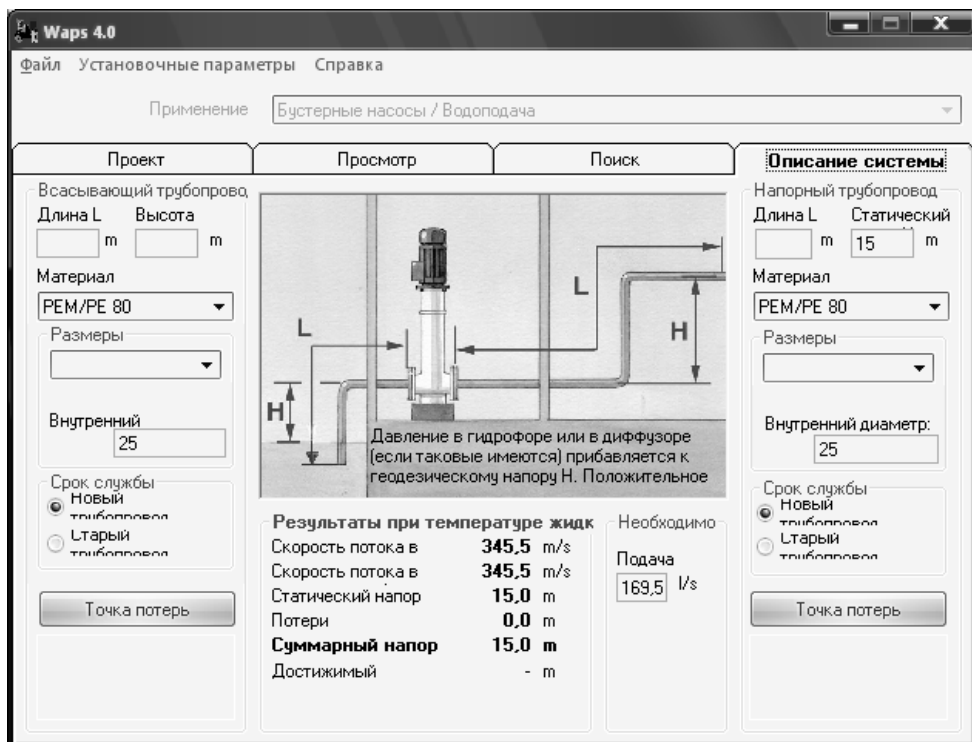 Waps 4.0
Файл Установочные параметры Справка
Применение Бустерные насосы / Водоподача
Проект Просмотр Поиск Описание системы
Всасывающий трубопрово
Длина L Высота
m m
Материал
PEM/PE 80
Размеры
Внутренний
25
Срок службы
Новый
трубопровод
Старый
трубопровод
Точка потерь
L
H
L
H
Давление в гидрофоре или в диффузоре
(если таковые имеются) прибавляется к
геодезическому напору H. Положительное
Результаты при температуре жидк
Скорость потока в 345,5 m/s
Скорость потока в 345,5 m/s
Статический напор 15,0 m
Потери 0,0 m
Суммарный напор 15,0 m
Достижимый - m
Необходимо
Подача
169,5 l/s
Напорный трубопровод
Длина L Статический
m 15 m
Материал
PEM/PE 80
Размеры
Внутренний диаметр:
25
Срок службы
Новый
трубопровод
Старый
трубопровод
Точка потерь